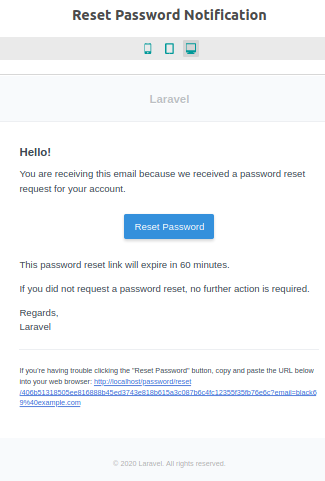 Reset Password Notification
Laravel
Hello!
You are receiving this email because we received a password reset
request for your account.
Reset Password
This password reset link will expire in 60 minutes.
If you did not request a password reset, no further action is required.
Regards,
Laravel
If you're having trouble clicking the "Reset Password" button, copy and paste the URL below
into your web browser: http://localhost/password/reset
/406b51318505ee816888b45ed3743e818b615a3c087b6c4fc12355f35fb76e6c?email=black6
9%40example.com
© 2020 Laravel. All rights reserved.